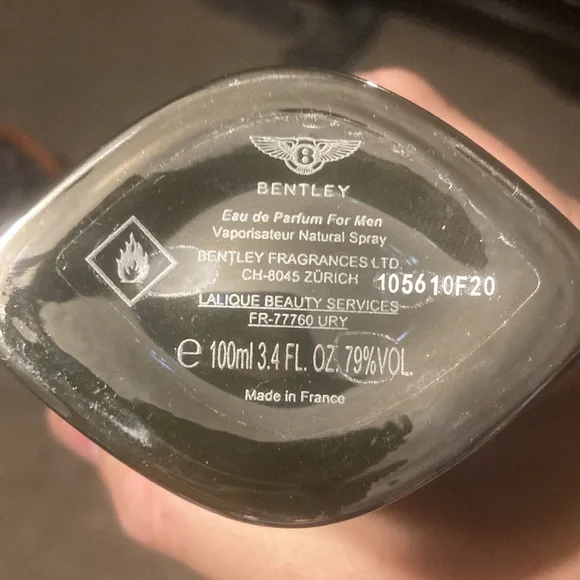 B
BENTLEY
Eau de Parfum For Men
Vaporisateur Natural Spray
BENTLEY FRAGRANCES LTD.
CH-8045 ZÜRICH
105610F20
LALIQUE BEAUTY SERVICES
FR-77760 URY
℮ 100ml 3.4 FL. OZ. 79%VOL.
Made in France